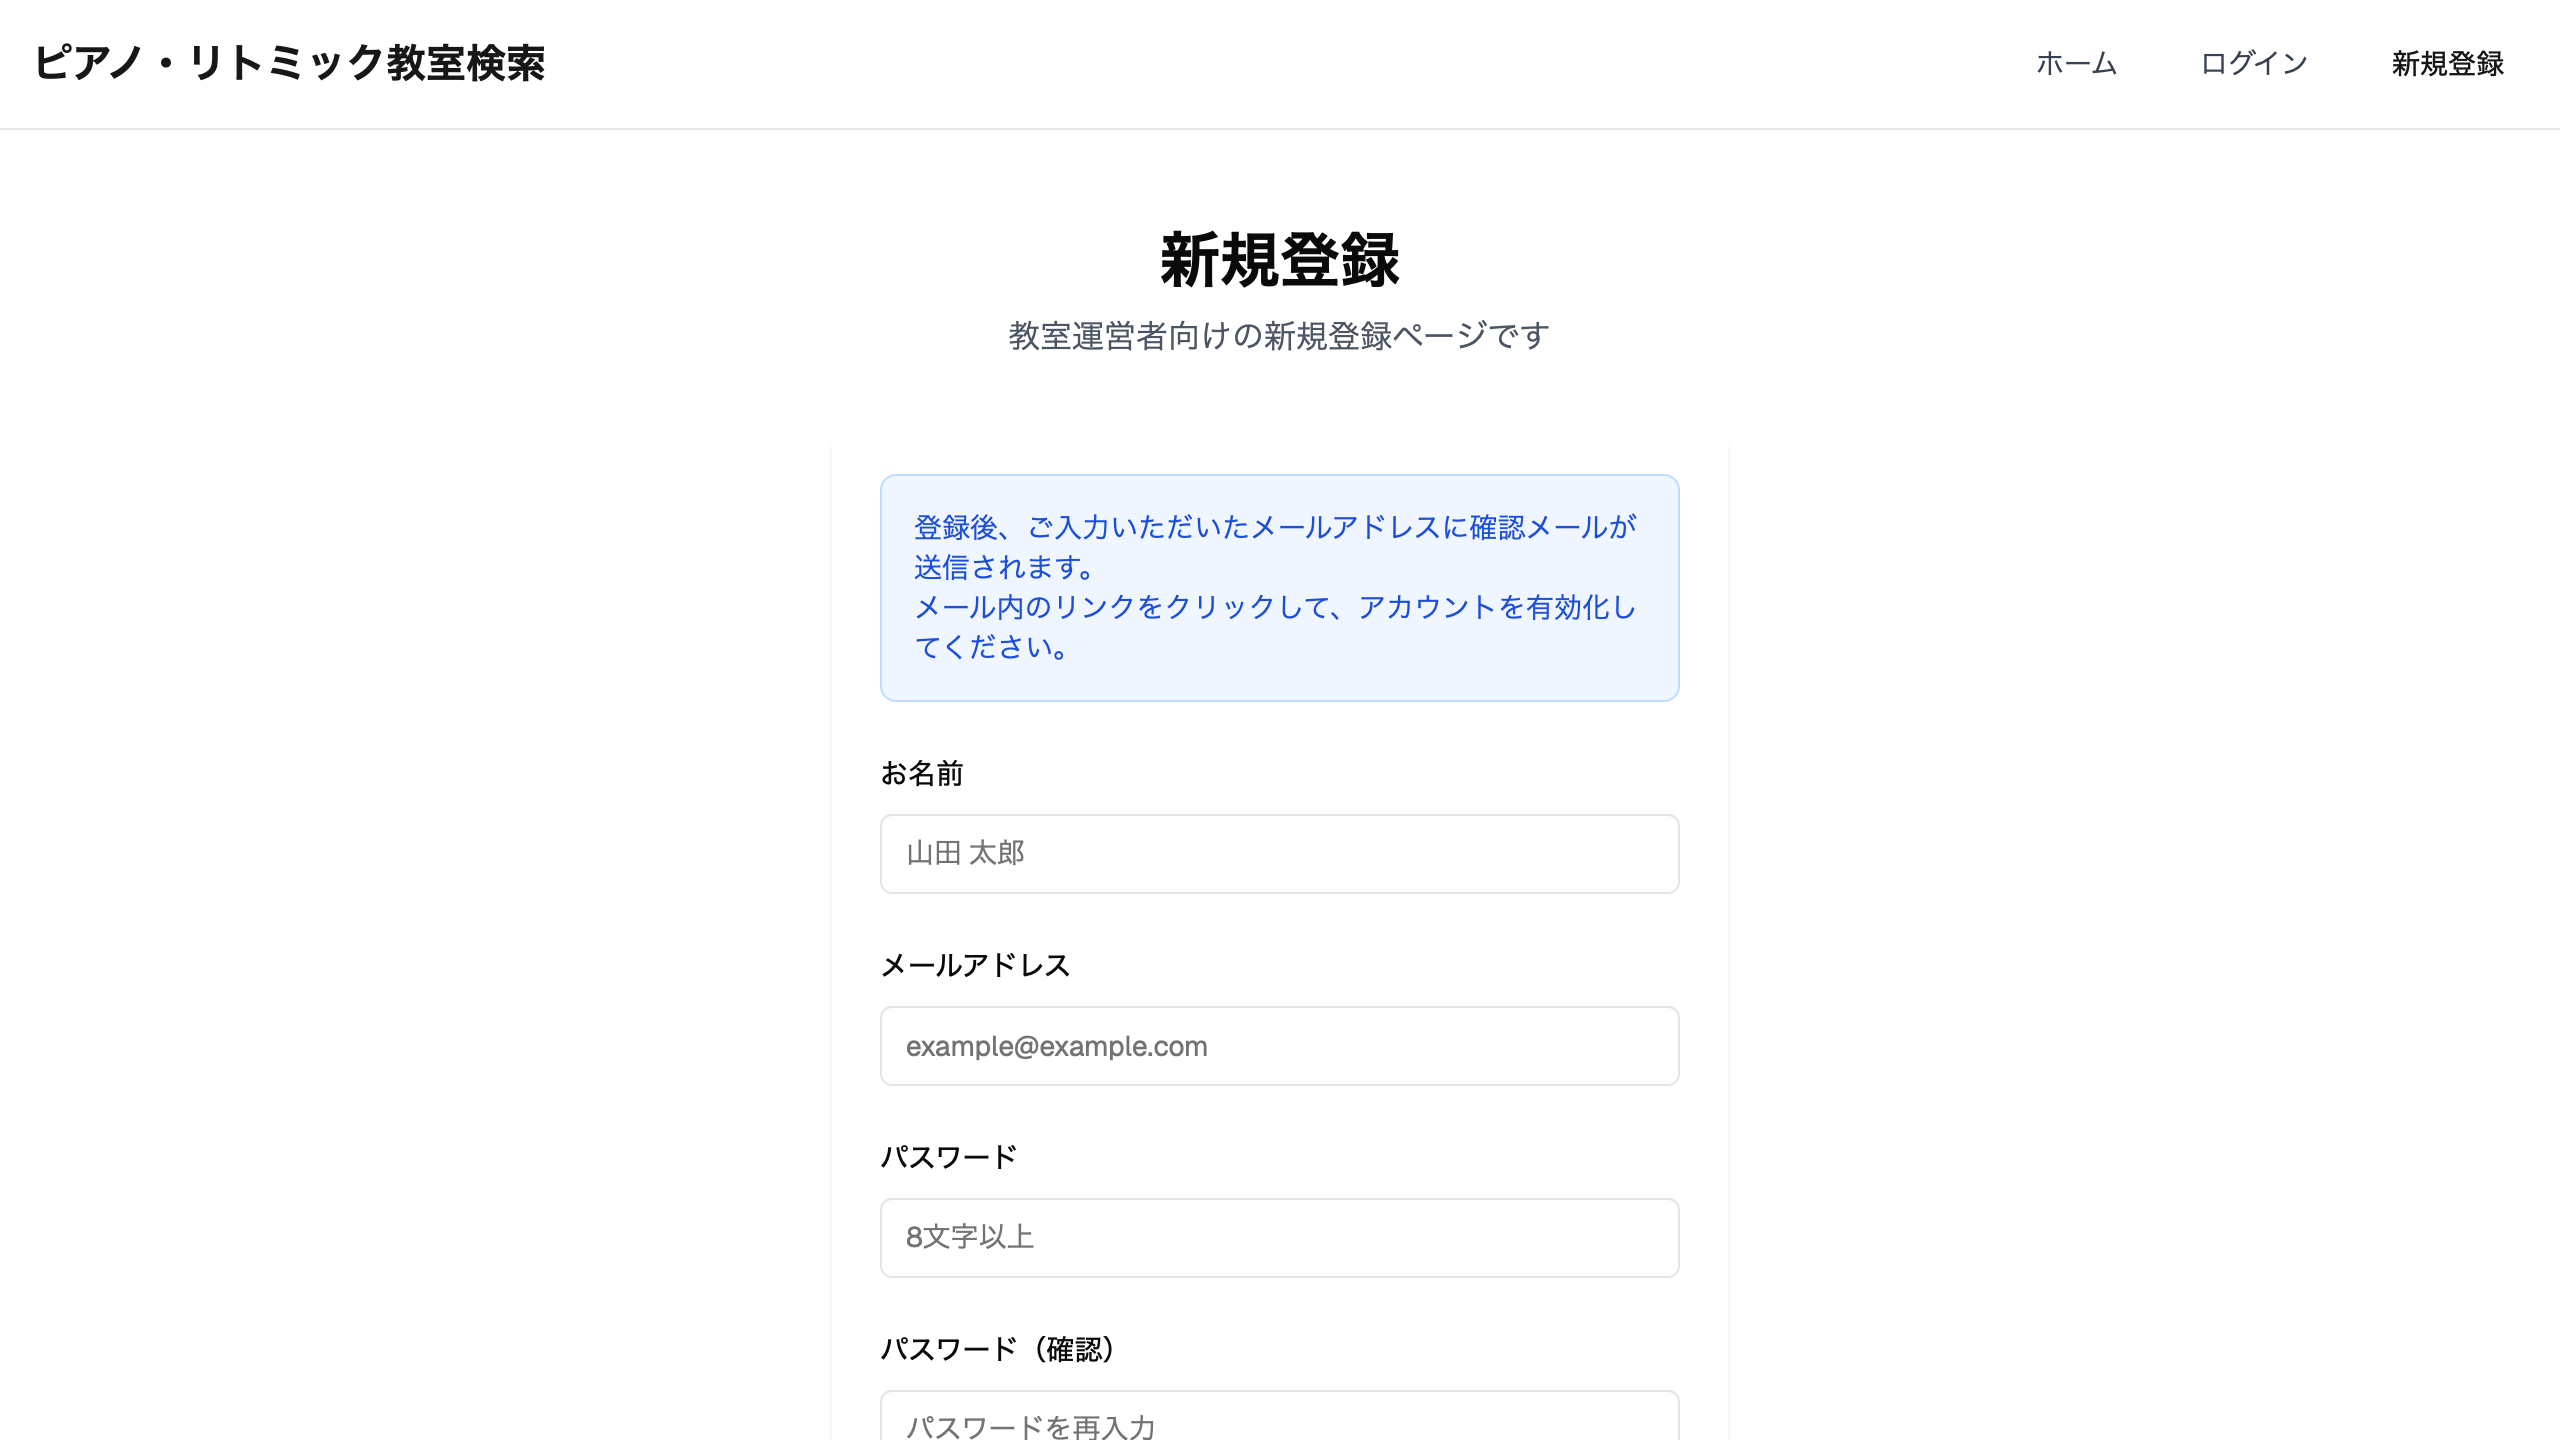 ピアノ・リトミック教室検索
ホーム
ログイン
新規登録
新規登録
教室運営者向けの新規登録ページです
登録後、ご入力いただいたメールアドレスに確認メールが
送信されます。
メール内のリンクをクリックして、アカウントを有効化し
てください。
お名前
山田 太郎
メールアドレス
example@example.com
パスワード
8文字以上
パスワード（確認）
パスワードを再入力